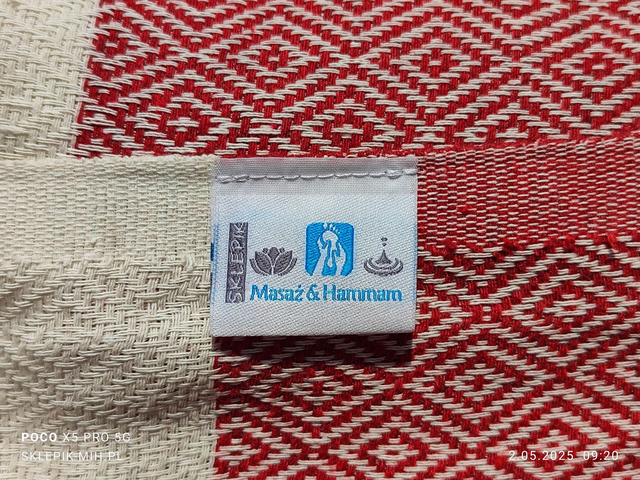 SKLEPIK
Masaż & Hammam
POCO X5 PRO 5G
SKLEPIK-MIH.PL
2.05.2025 09:20